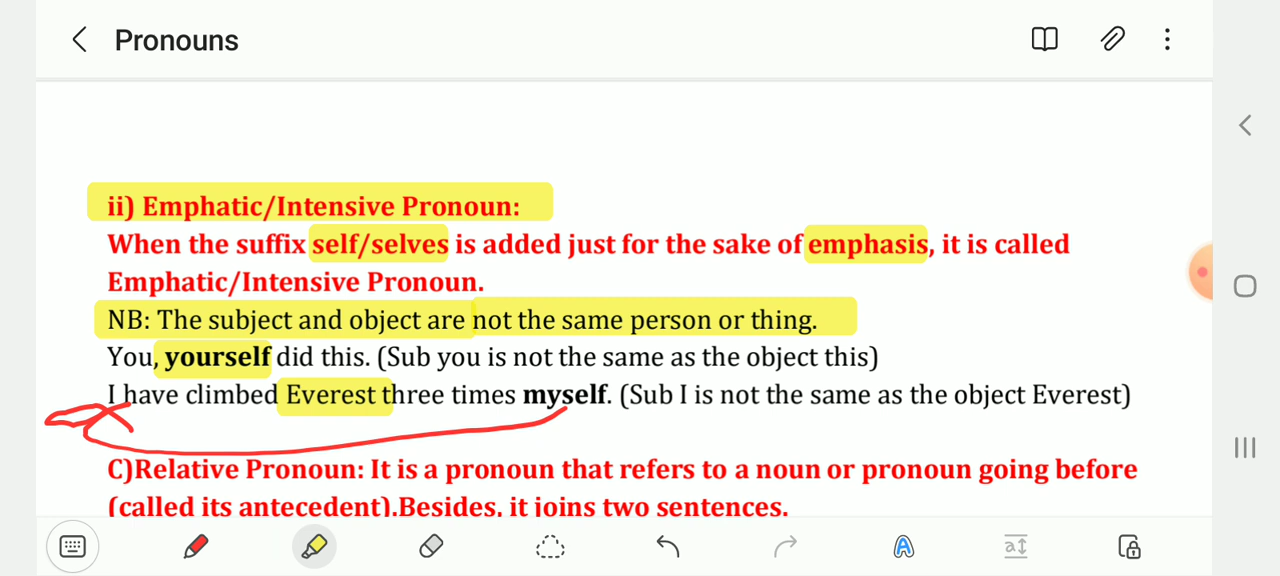 Pronouns
ii) Emphatic/Intensive Pronoun:
When the suffix self/selves is added just for the sake of emphasis, it is called
Emphatic/Intensive Pronoun.
NB: The subject and object are not the same person or thing.
You, yourself did this. (Sub you is not the same as the object this)
I have climbed Everest three times myself. (Sub I is not the same as the object Everest)
C)Relative Pronoun: It is a pronoun that refers to a noun or pronoun going before
(called its antecedent).Besides, it joins two sentences.